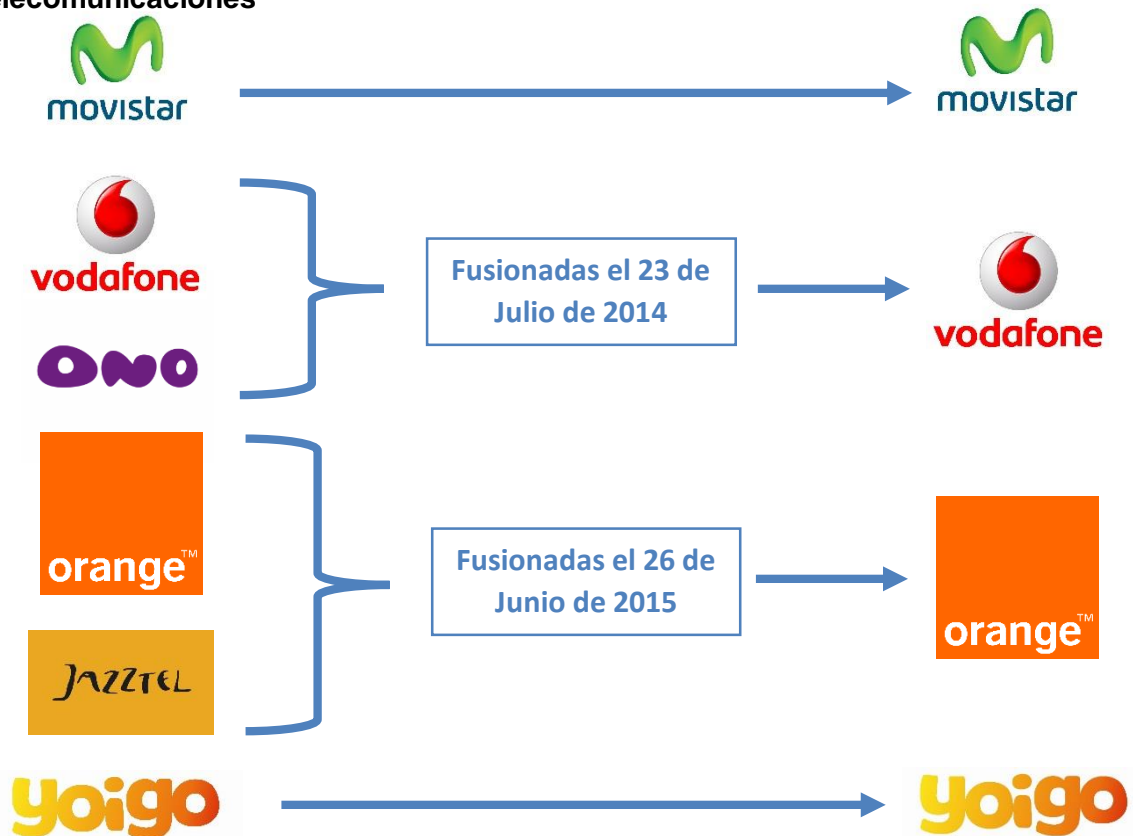 elecomunicaciones
movistar
movistar
vodafone
ONO
Fusionadas el 23 de
Julio de 2014
vodafone
orange™
JAZZTEL
Fusionadas el 26 de
Junio de 2015
orange™
yoigo
yoigo